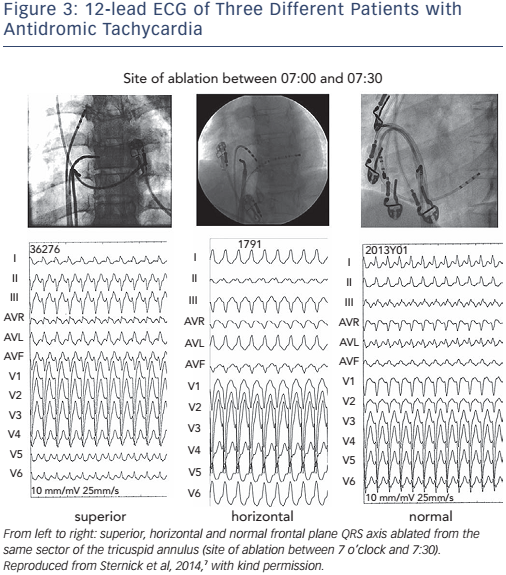 Figure 3: 12-lead ECG of Three Different Patients with
Antidromic Tachycardia
Site of ablation between 07:00 and 07:30
36276
I
II
III
AVR
AVL
AVF
V1
V2
V3
V4
V5
V6
10 mm/mV 25mm/s
superior
1791
I
II
III
AVR
AVL
AVF
V1
V2
V3
V4
V5
V6
horizontal
2013Y01
I
II
III
AVR
AVL
AVF
V1
V2
V3
V4
V5
V6
10 mm/mV 25mm/s
normal
From left to right: superior, horizontal and normal frontal plane QRS axis ablated from the
same sector of the tricuspid annulus (site of ablation between 7 o'clock and 7:30).
Reproduced from Sternick et al, 2014,⁷ with kind permission.